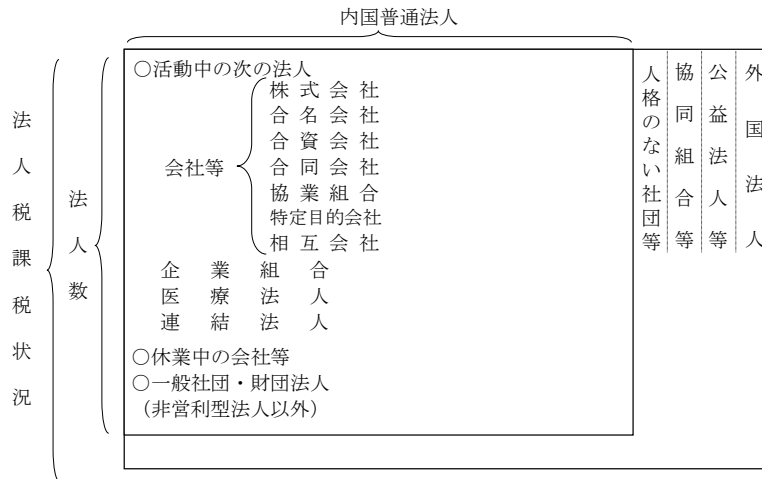 内国普通法人
法人税課税状況
法人数
○活動中の次の法人
会社等
株式会社
合名会社
合資会社
合同会社
協業組合
特定目的会社
相互会社
企業組合
医療法人
連結法人
○休業中の会社等
○一般社団・財団法人
(非営利型法人以外)
人格のない社団等
協同組合等
公益法人等
外国法人